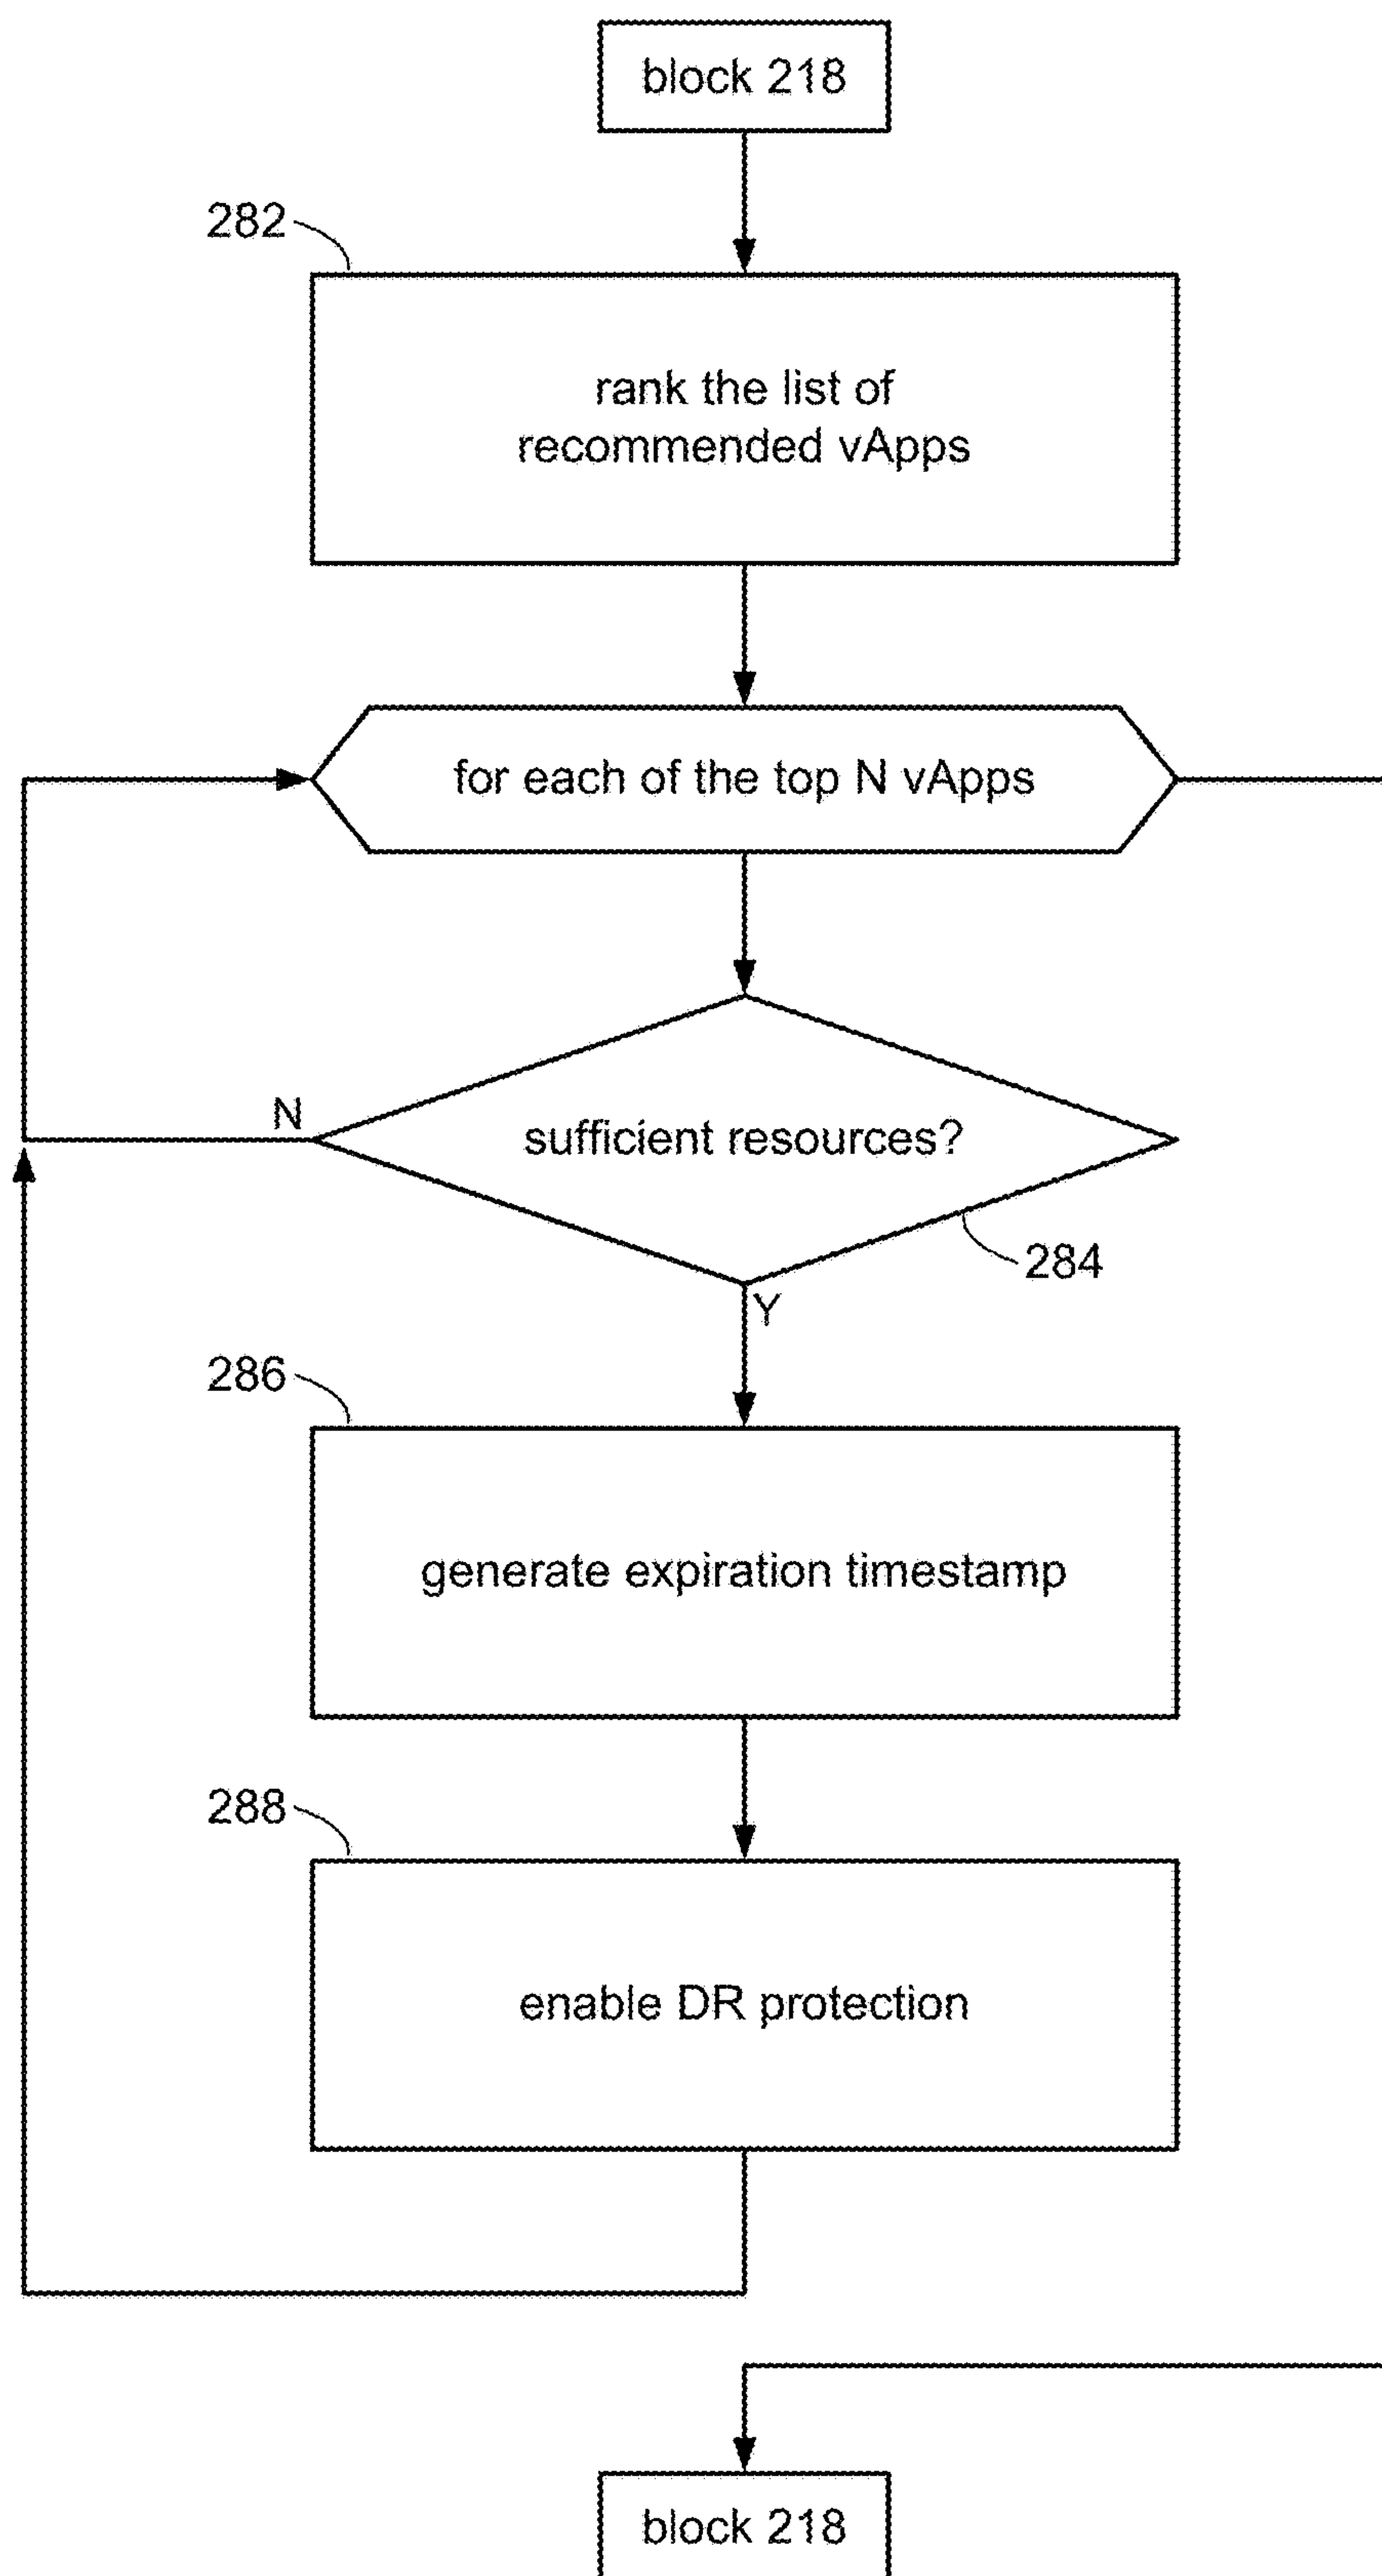 block 218
282
rank the list of
recommended vApps
for each of the top N vApps
N
sufficient resources?
284
Y
286
generate expiration timestamp
288
enable DR protection
block 218